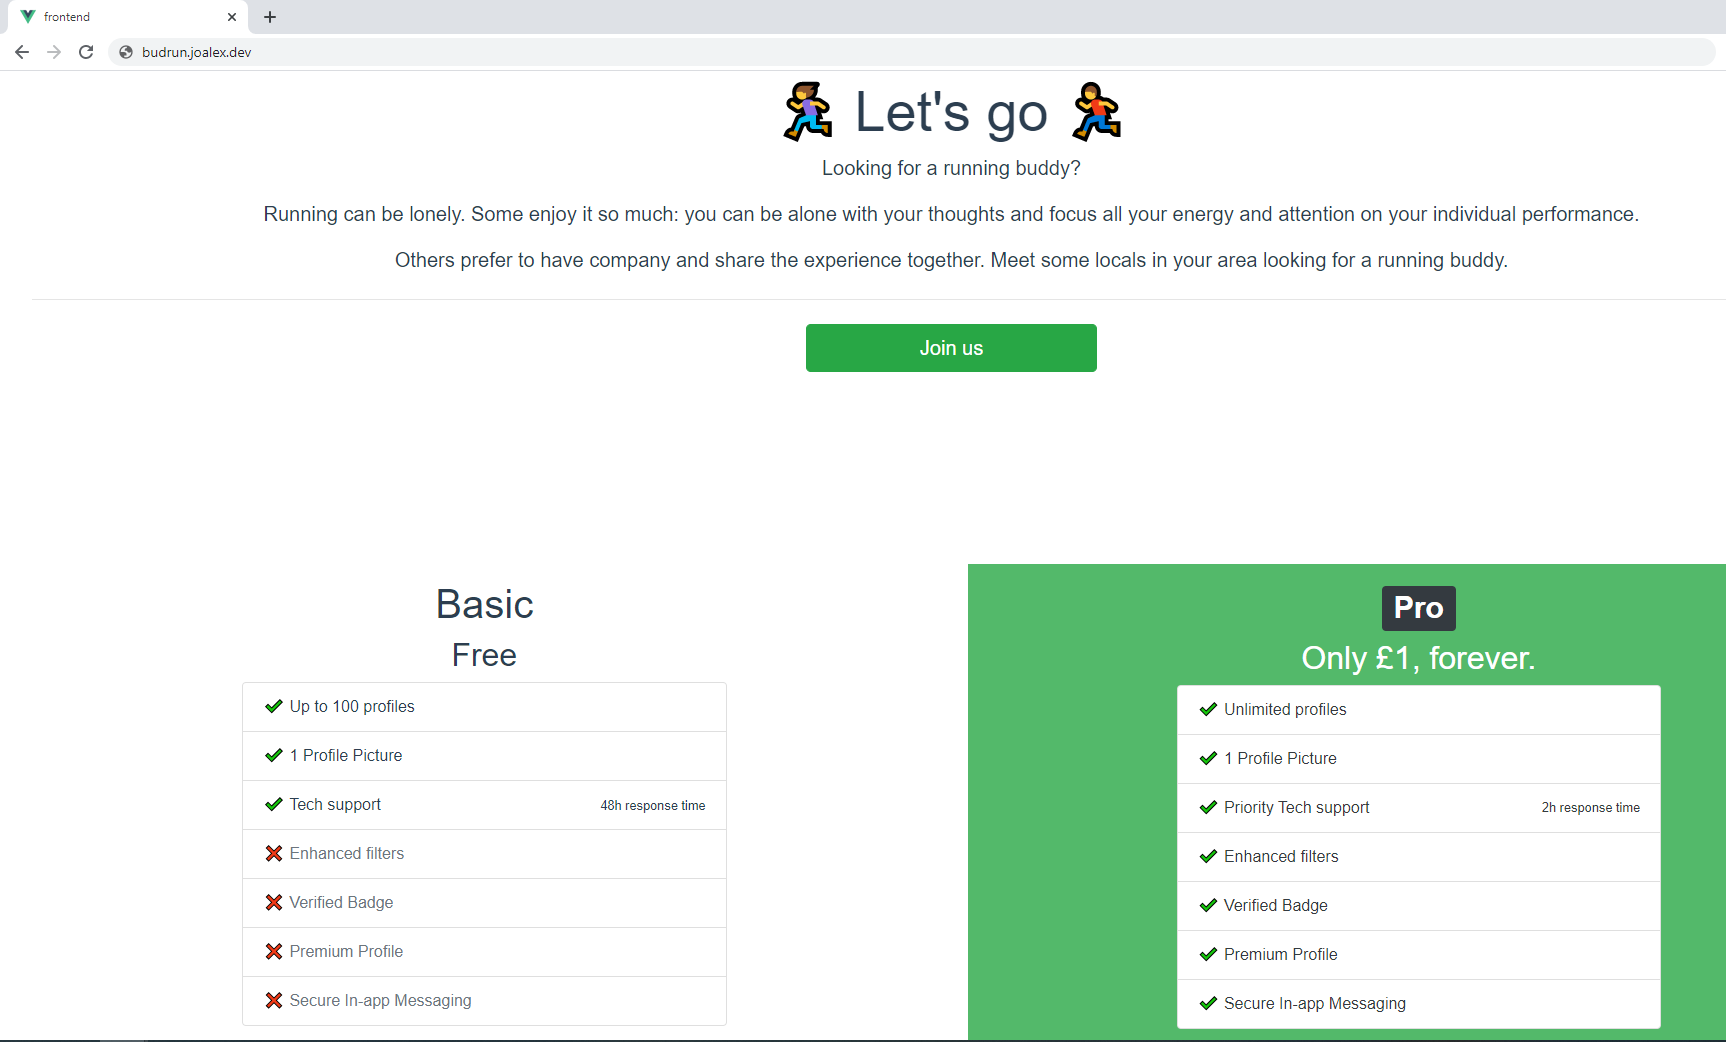 frontend
budrun.joalex.dev
Let's go
Looking for a running buddy?
Running can be lonely. Some enjoy it so much: you can be alone with your thoughts and focus all your energy and attention on your individual performance.
Others prefer to have company and share the experience together. Meet some locals in your area looking for a running buddy.
Join us
Basic
Free
Up to 100 profiles
1 Profile Picture
Tech support 48h response time
Enhanced filters
Verified Badge
Premium Profile
Secure In-app Messaging
Pro
Only £1, forever.
Unlimited profiles
1 Profile Picture
Priority Tech support 2h response time
Enhanced filters
Verified Badge
Premium Profile
Secure In-app Messaging